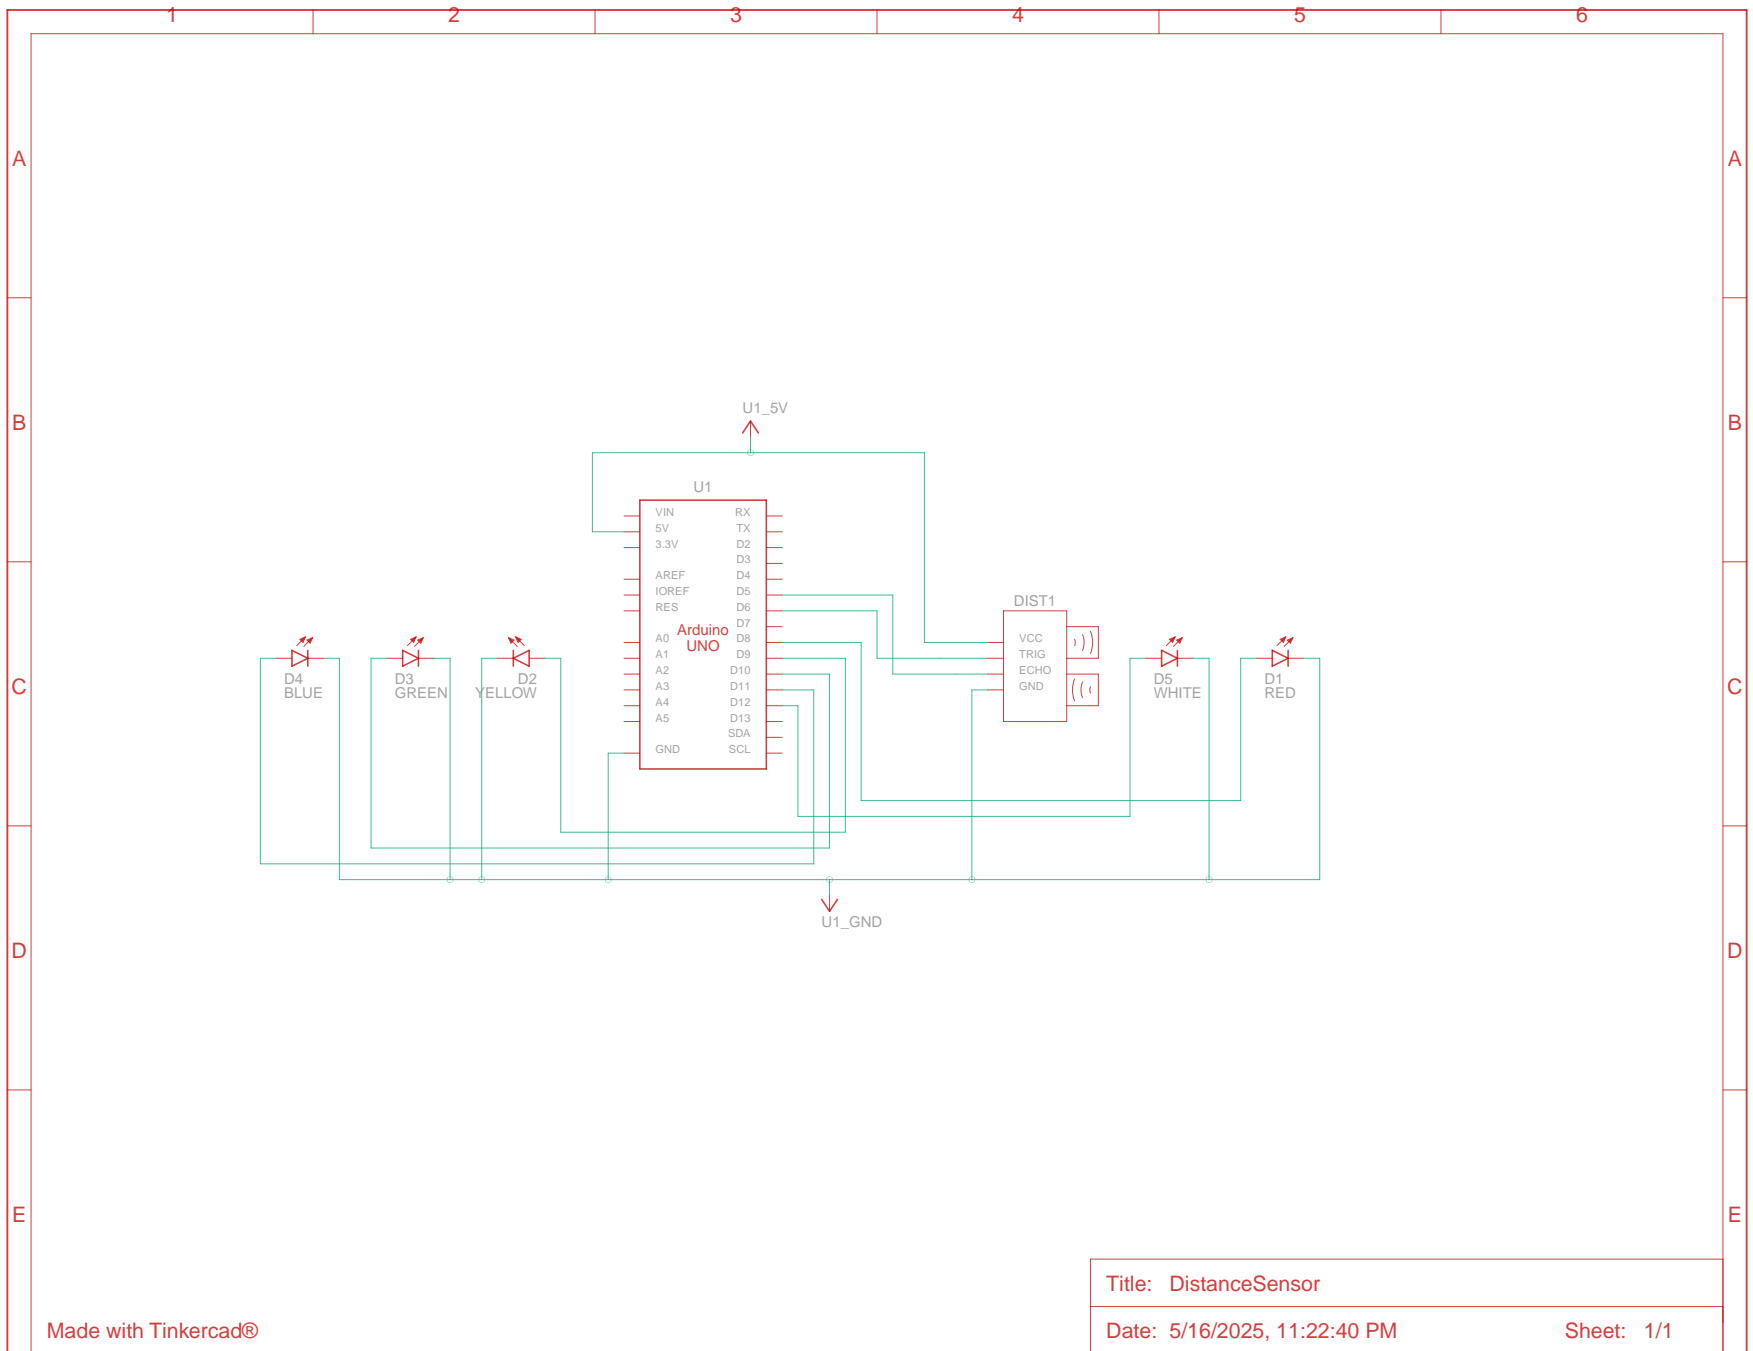 1 2 3 4 5 6
A A
B B
U1_5V
U1
VIN RX
5V TX
3.3V D2
D3
AREF D4
IOREF D5
RES D6
D7
Arduino
UNO
A0 D8
A1 D9
A2 D10
A3 D11
A4 D12
A5 D13
SDA
GND SCL
DIST1
VCC
TRIG
ECHO
GND
C C
D4
BLUE
D3
GREEN
D2
YELLOW
D5
WHITE
D1
RED
U1_GND
D D
E E
Title: DistanceSensor
Made with Tinkercad®
Date: 5/16/2025, 11:22:40 PM Sheet: 1/1